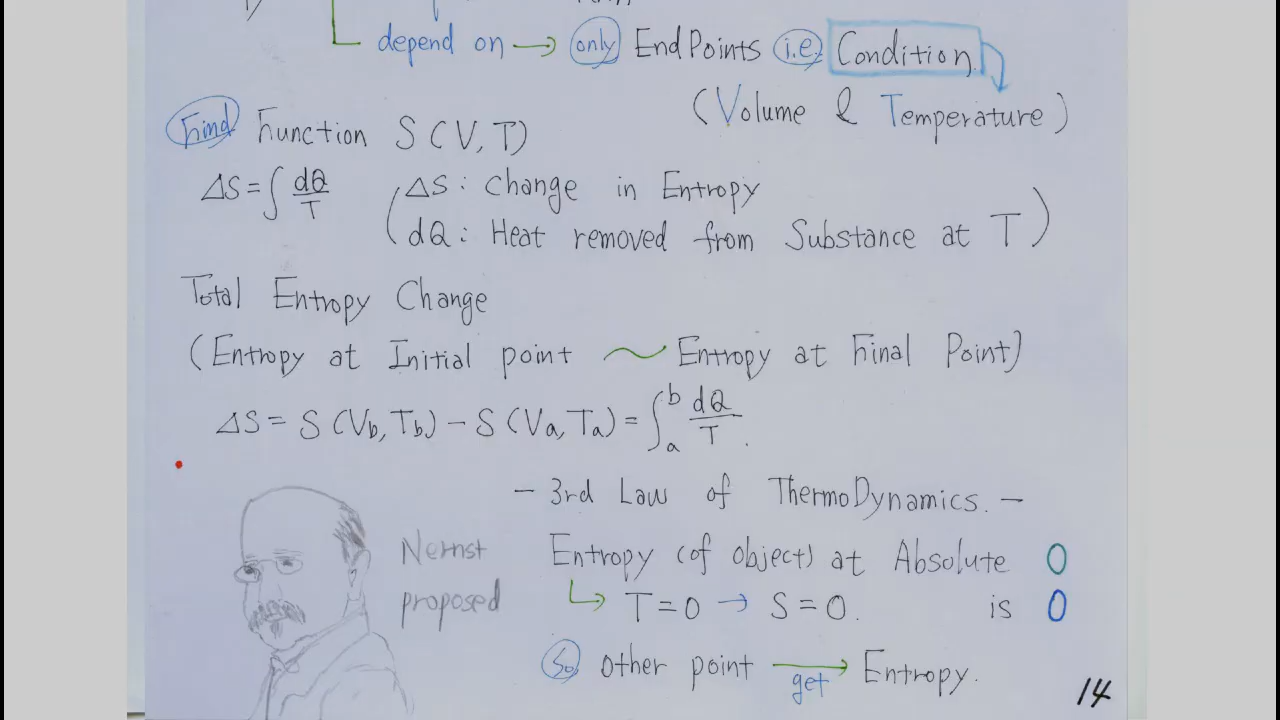 depend on → only End Points i.e. Condition.
(Volume & Temperature)
Find Function S(V, T)
ΔS = ∫ dQ/T
ΔS : Change in Entropy
dQ : Heat removed from Substance at T
Total Entropy Change
(Entropy at Initial point ~ Entropy at Final Point)
ΔS = S(Vb, Tb) - S(Va, Ta) = ∫_a^b dQ/T.
- 3rd Law of ThermoDynamics. -
Nernst proposed
Entropy (of object) at Absolute 0
↳ T = 0 → S = 0. is 0
So Other point → get Entropy.
14